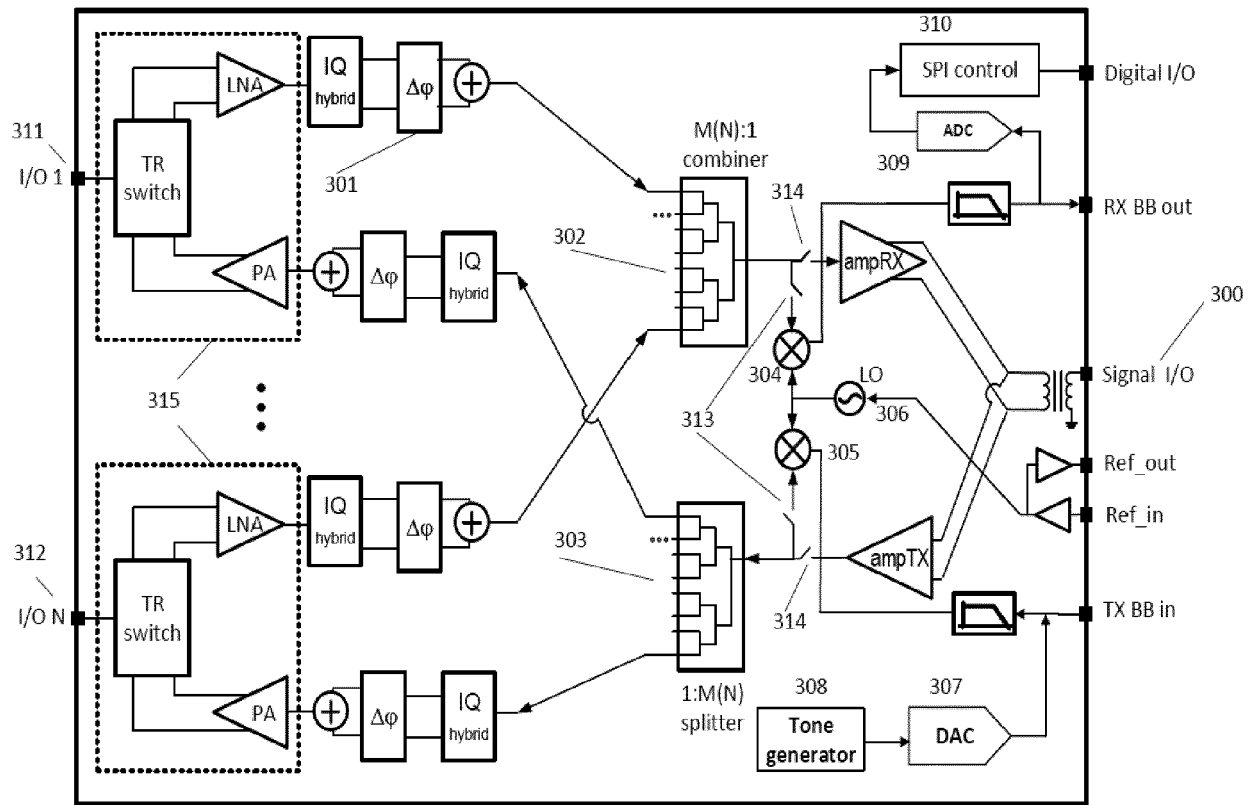 310
SPI control
Digital I/O
LNA
IQ
hybrid
Δφ
+
311
I/O 1
TR
switch
301
M(N):1
combiner
ADC
309
314
RX BB out
302
ampRX
PA
+
Δφ
IQ
hybrid
300
304
LO
306
Signal I/O
315
313
305
Ref_out
Ref_in
LNA
IQ
hybrid
Δφ
+
303
ampTX
312
I/O N
TR
switch
314
TX BB in
PA
+
Δφ
IQ
hybrid
1:M(N)
splitter
308
307
Tone
generator
DAC